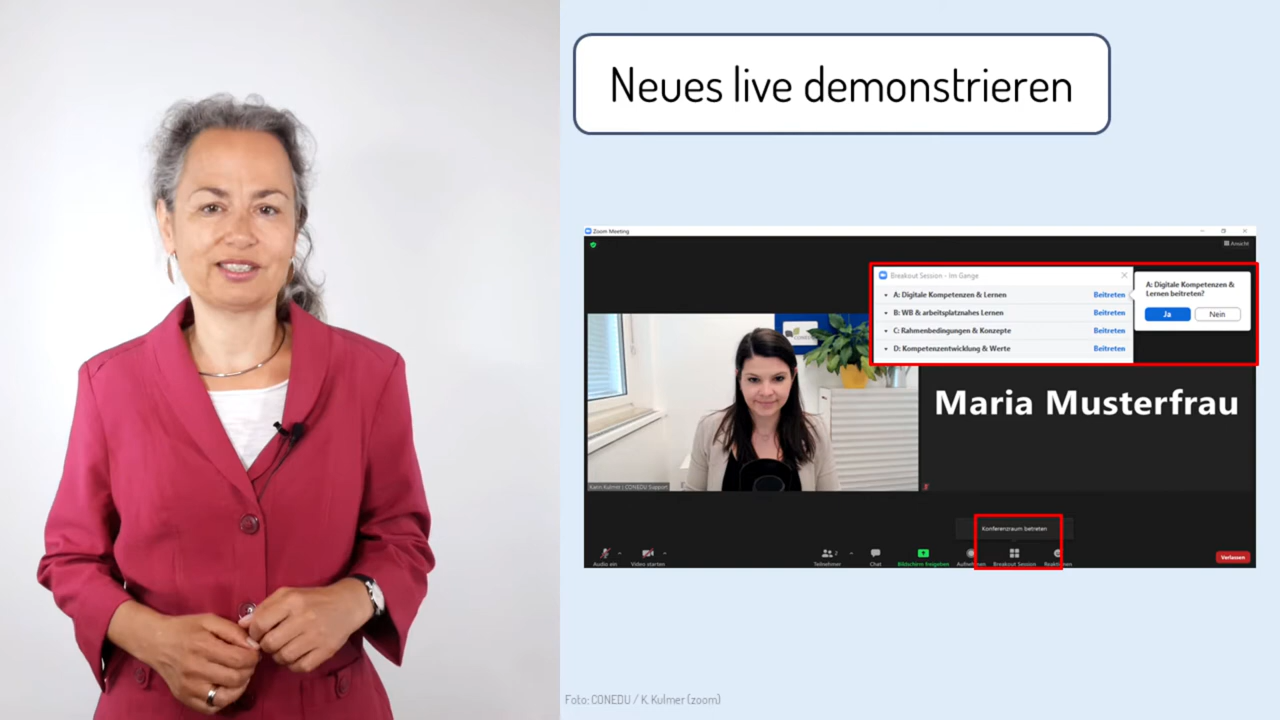 Neues live demonstrieren
Zoom Meeting
Ansicht
Breakout Session - Im Gange
A: Digitale Kompetenzen & Lernen Beitreten
B: WB & arbeitsplatznahes Lernen Beitreten
C: Rahmenbedingungen & Konzepte Beitreten
D: Kompetenzentwicklung & Werte Beitreten
A: Digitale Kompetenzen &
Lernen beitreten?
Ja Nein
CONEDU
Maria Musterfrau
Karin Kulmer | CONEDU Support
Konferenzraum betreten
Audio ein Video starten Teilnehmer 2 Chat Bildschirm freigeben Breakout Session Verlassen
Foto: CONEDU / K. Kulmer (zoom)